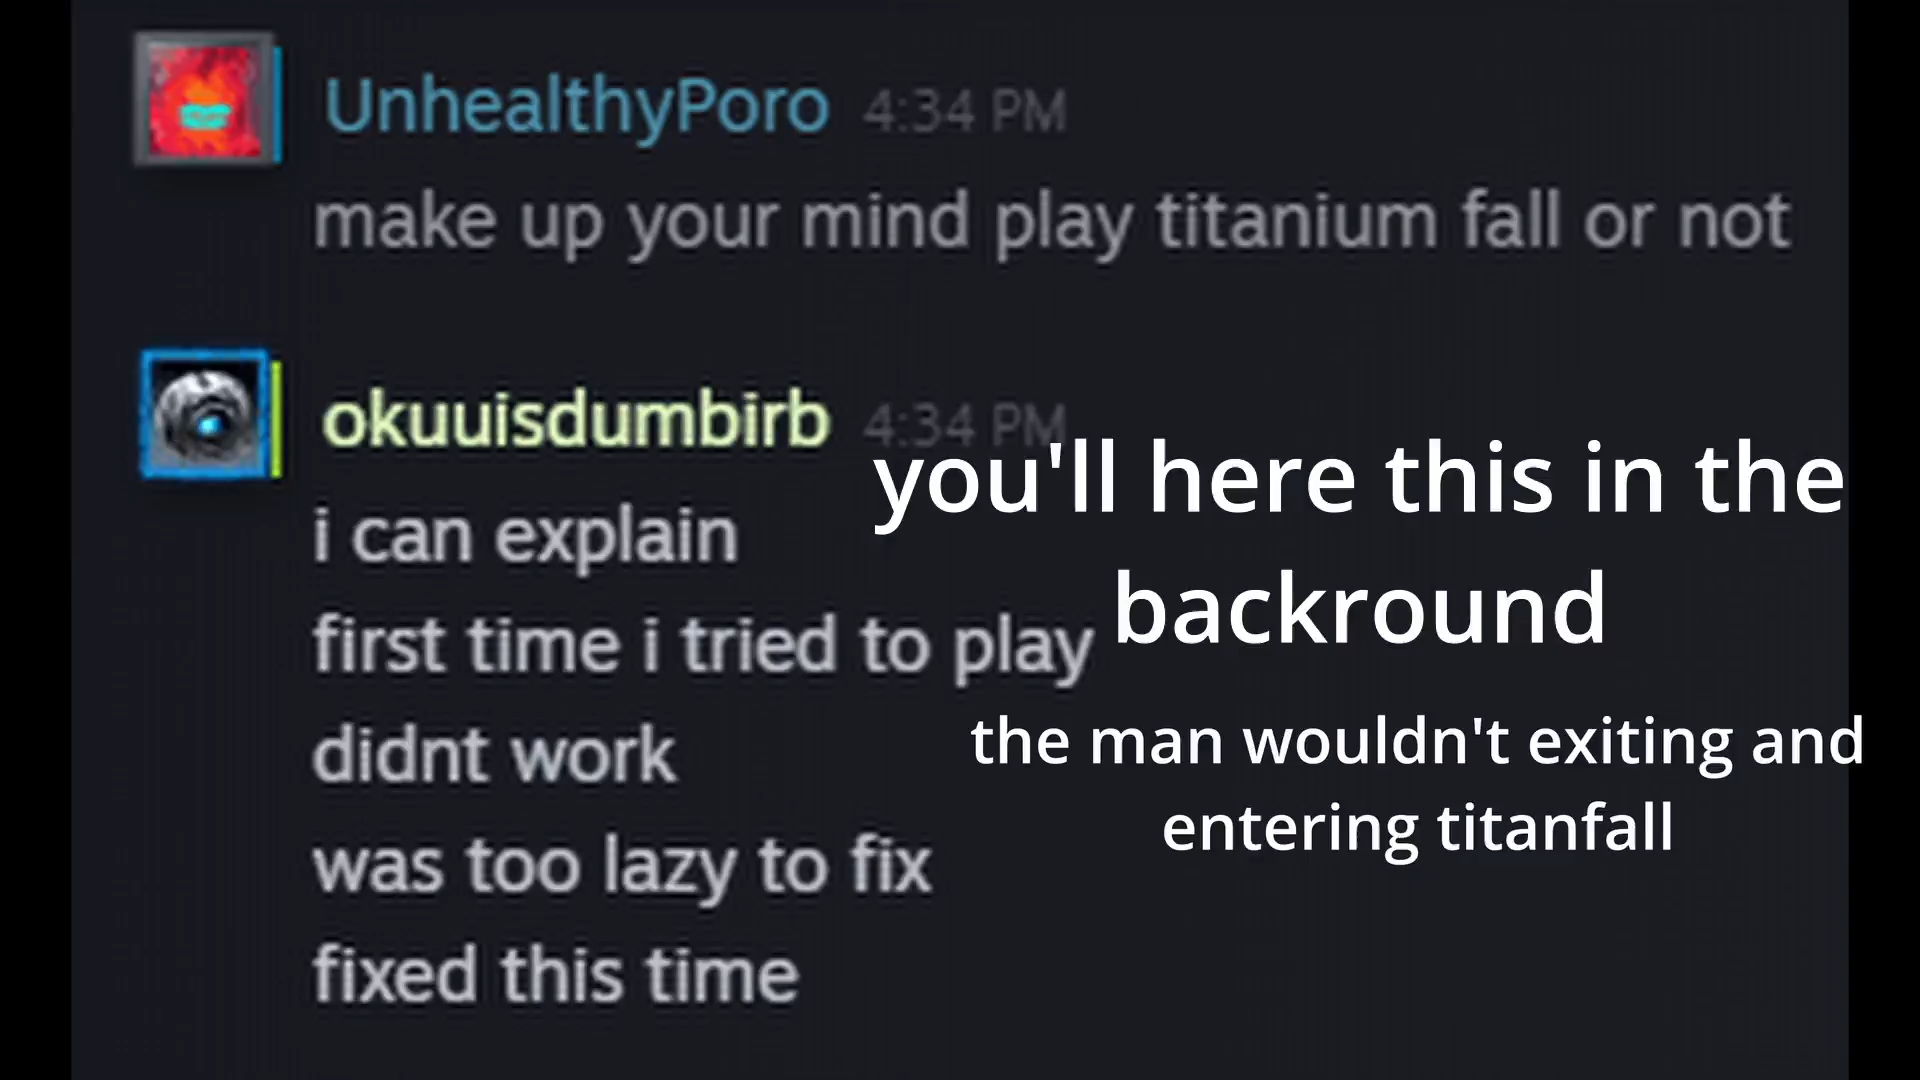 UnhealthyPoro 4:34 PM
make up your mind play titanium fall or not
okuuisdumbirb 4:34 PM
i can explain
first time i tried to play
didnt work
was too lazy to fix
fixed this time
you'll here this in the
backround
the man wouldn't exiting and
entering titanfall